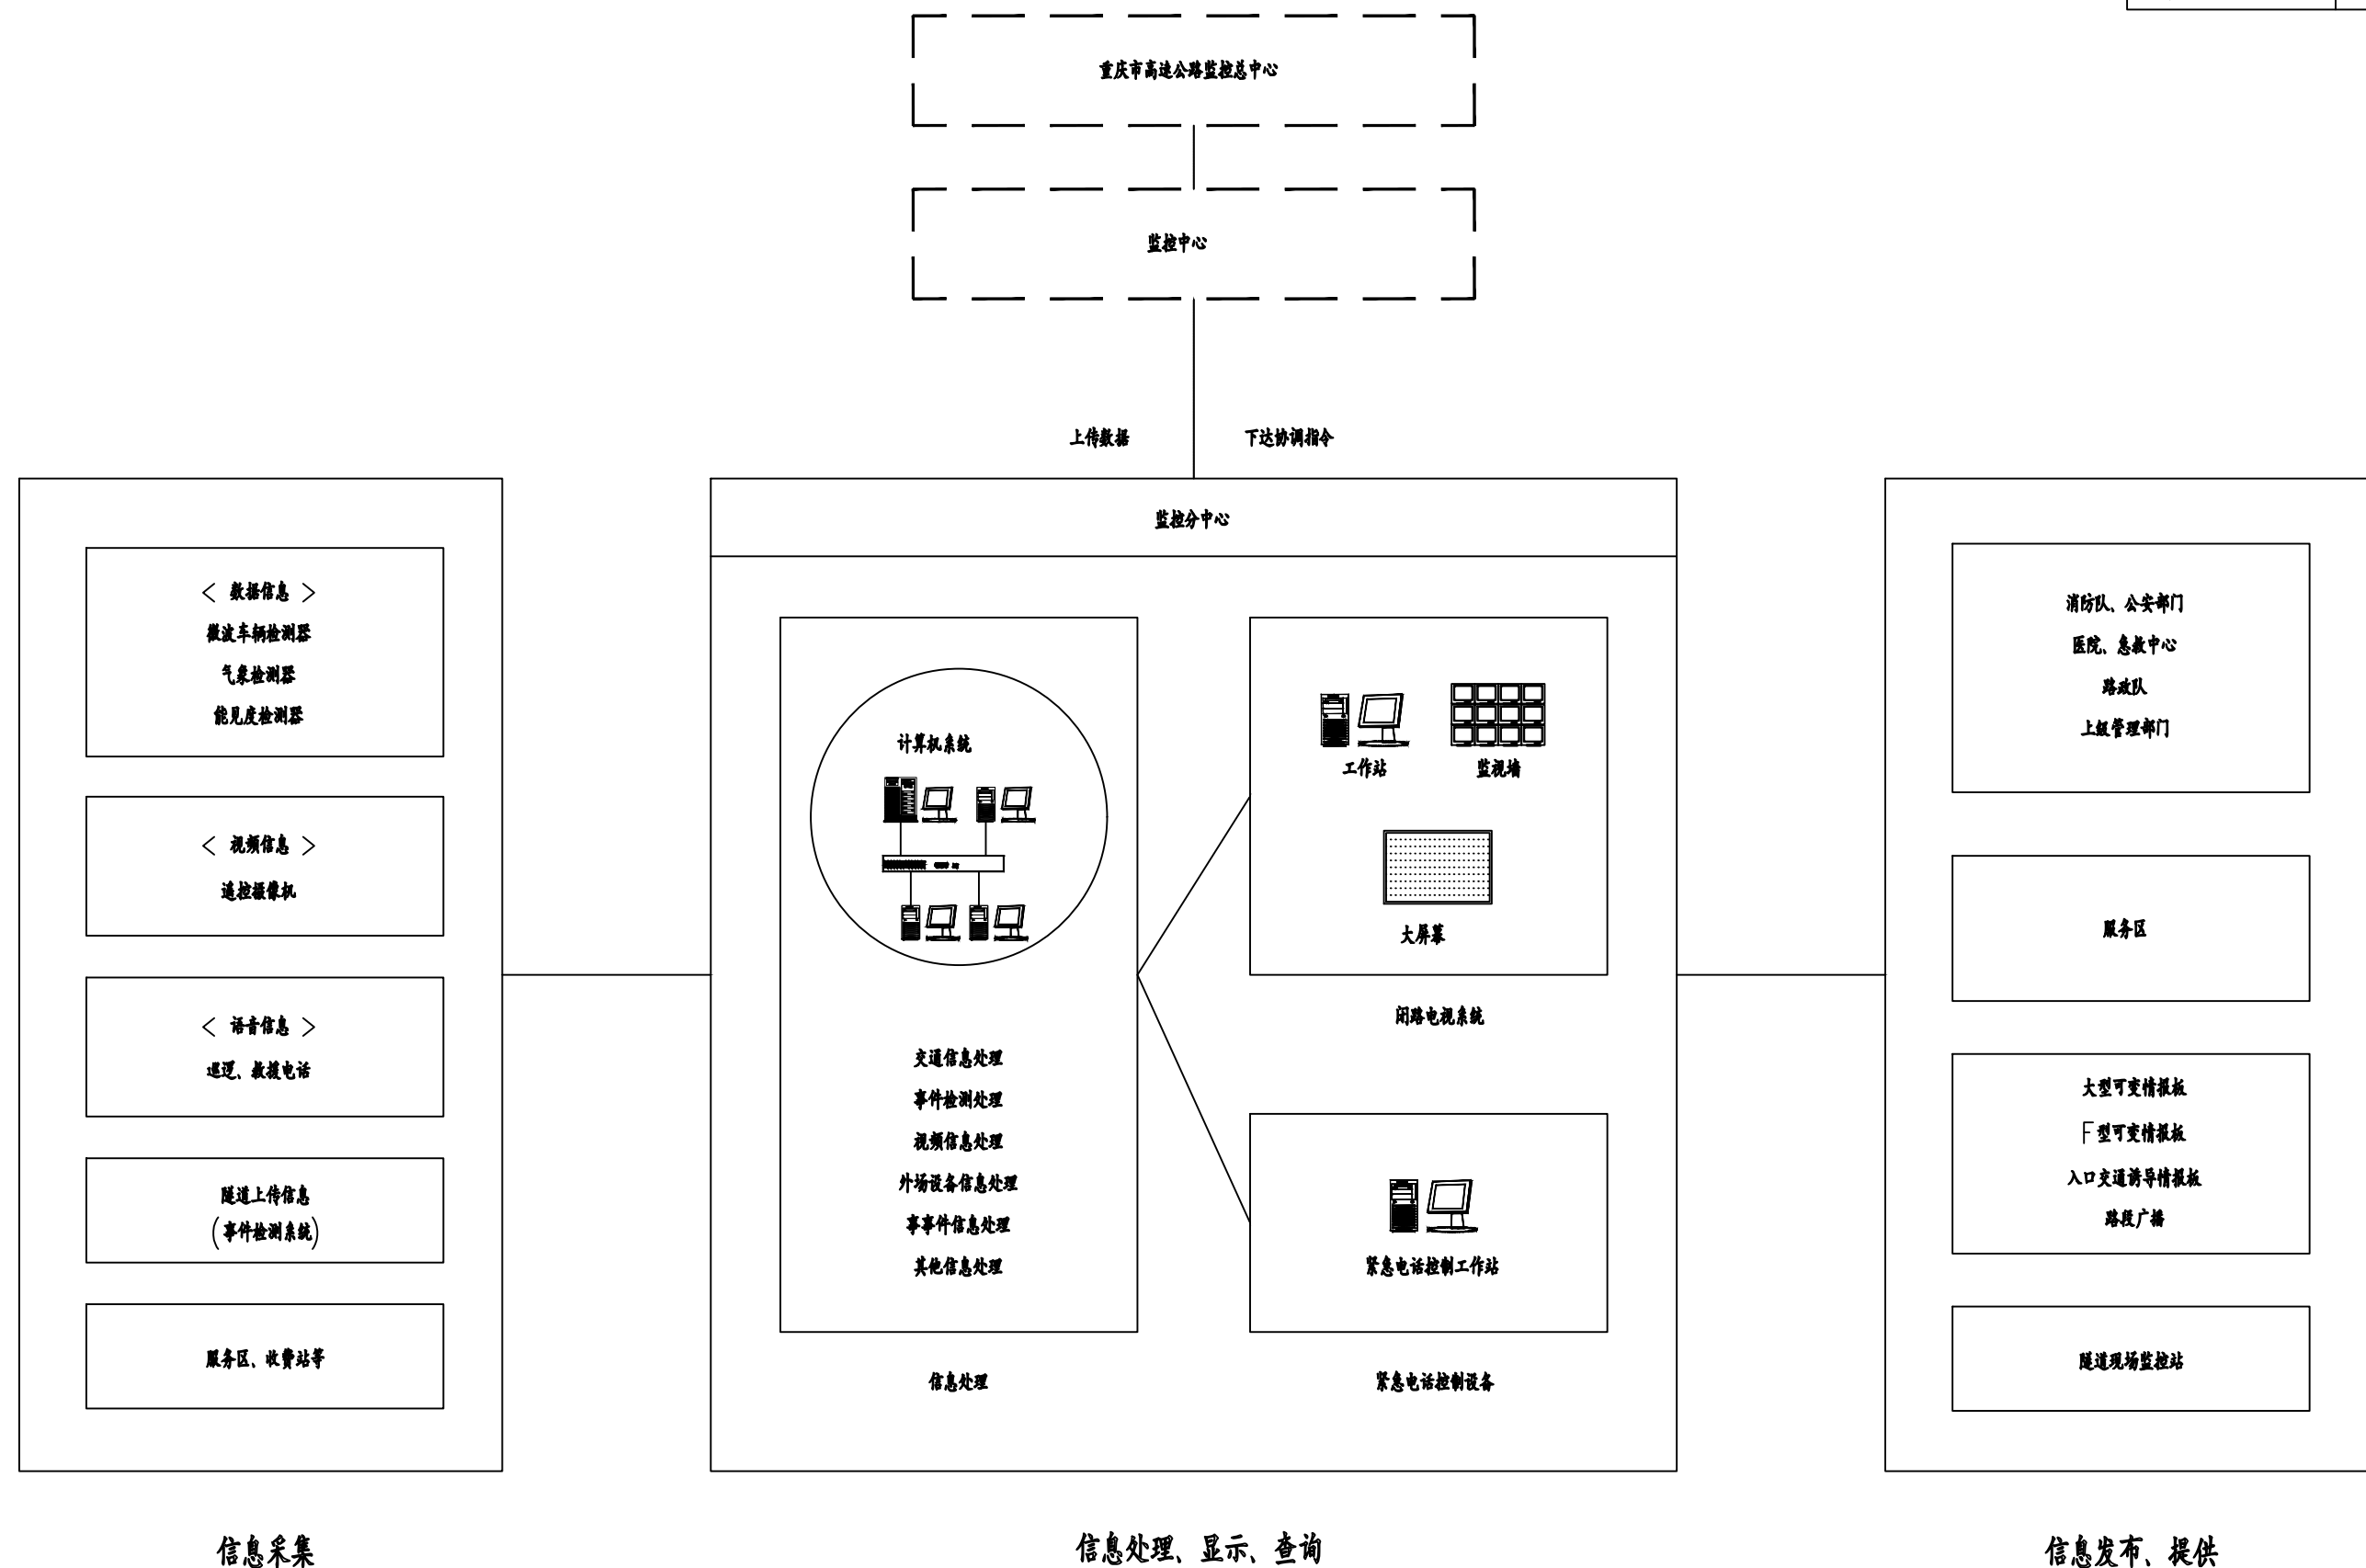 重庆市高速公路监控总中心
监控中心
上传数据
下达协调指令
< 数据信息 >
微波车辆检测器
气象检测器
能见度检测器
< 视频信息 >
遥控摄像机
< 语音信息 >
巡逻、救援电话
隧道上传信息
(事件检测系统)
服务区、收费站等
信息采集
监控分中心
计算机系统
交通信息处理
事件检测处理
视频信息处理
外场设备信息处理
事事件信息处理
其他信息处理
信息处理
工作站
监视墙
大屏幕
闭路电视系统
紧急电话控制工作站
紧急电话控制设备
信息处理、显示、查询
消防队、公安部门
医院、急救中心
路政队
上级管理部门
服务区
大型可变情报板
F型可变情报板
入口交通诱导情报板
路段广播
隧道现场监控站
信息发布、提供